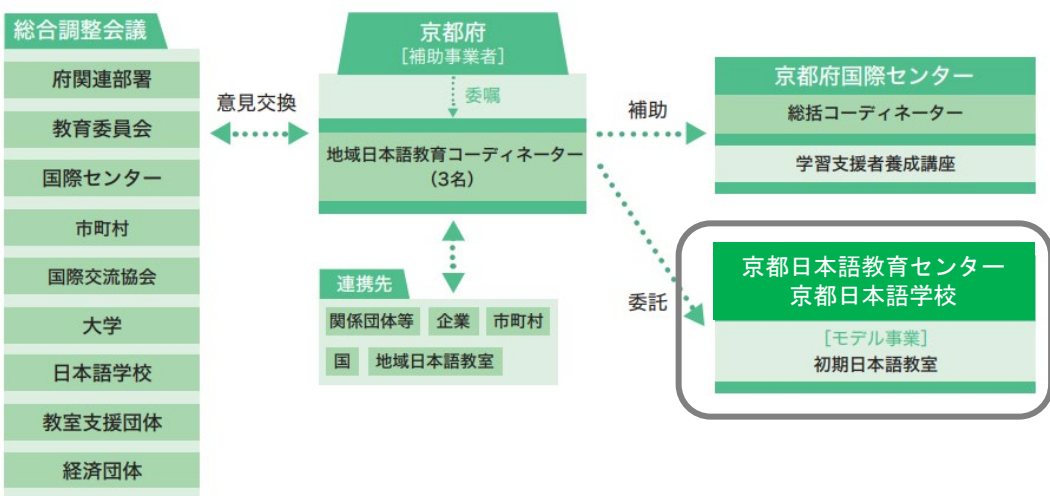 総合調整会議
府関連部署
教育委員会
国際センター
市町村
国際交流協会
大学
日本語学校
教室支援団体
経済団体
意見交換
京都府
[補助事業者]
委嘱
地域日本語教育コーディネーター
(3名)
連携先
関係団体等 企業 市町村
国 地域日本語教室
補助
委託
京都府国際センター
総括コーディネーター
学習支援者養成講座
京都日本語教育センター
京都日本語学校
[モデル事業]
初期日本語教室